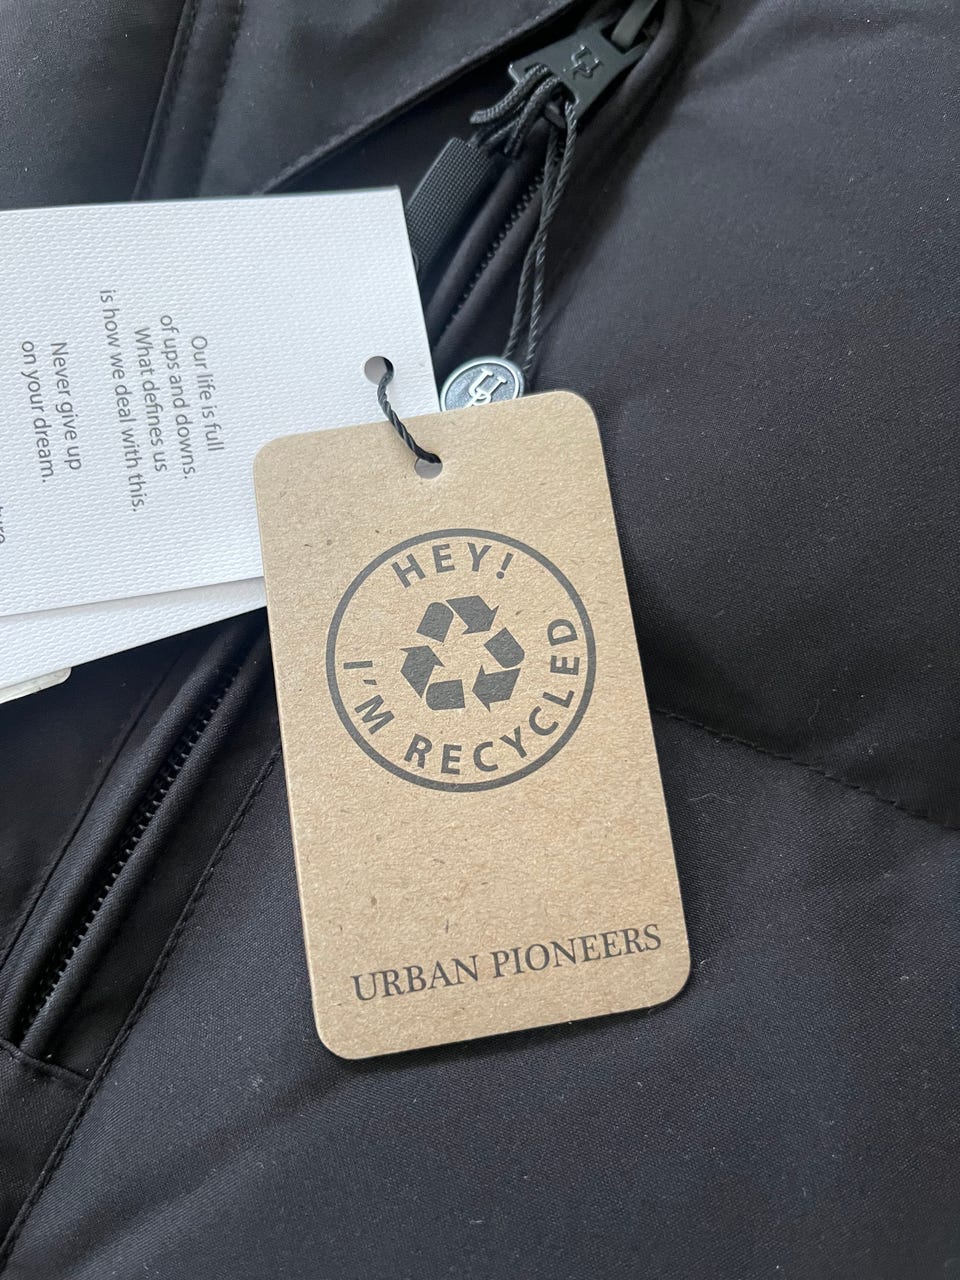 Our life is full
of ups and downs.
What defines us
is how we deal with this.
Never give up
on your dream.
HEY!
I'M RECYCLED
URBAN PIONEERS